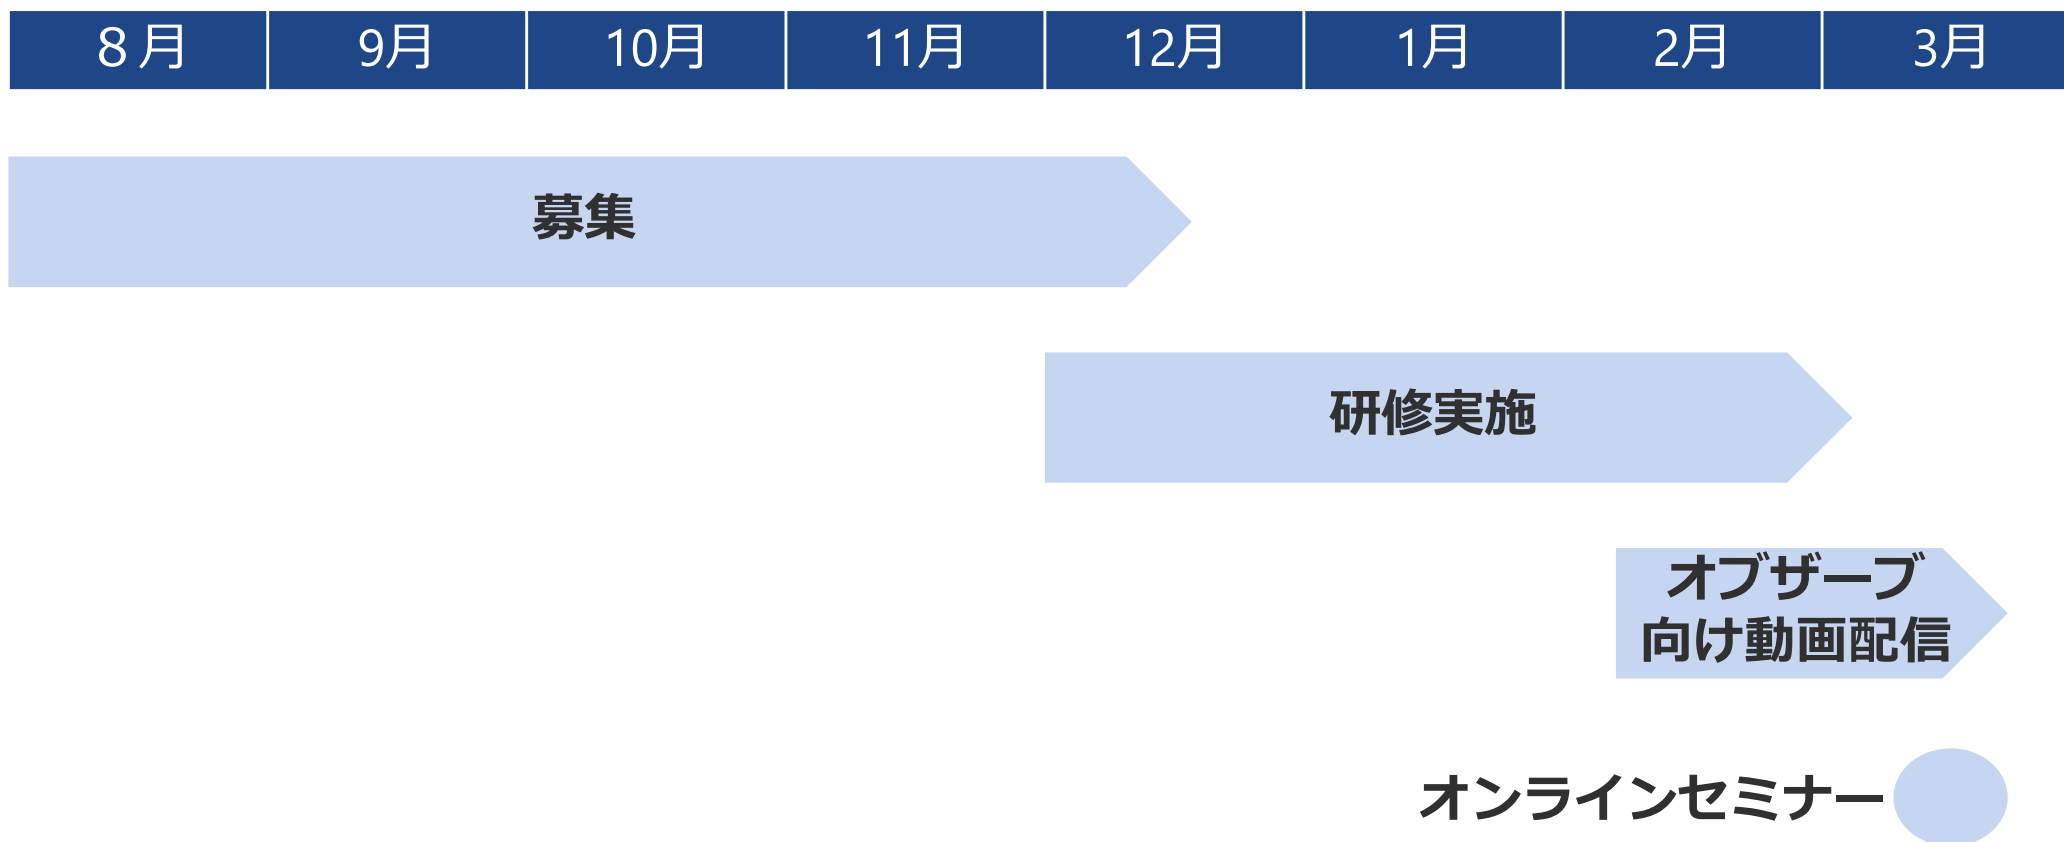 8月 9月 10月 11月 12月 1月 2月 3月
募集
研修実施
オブザーブ
向け動画配信
オンラインセミナー